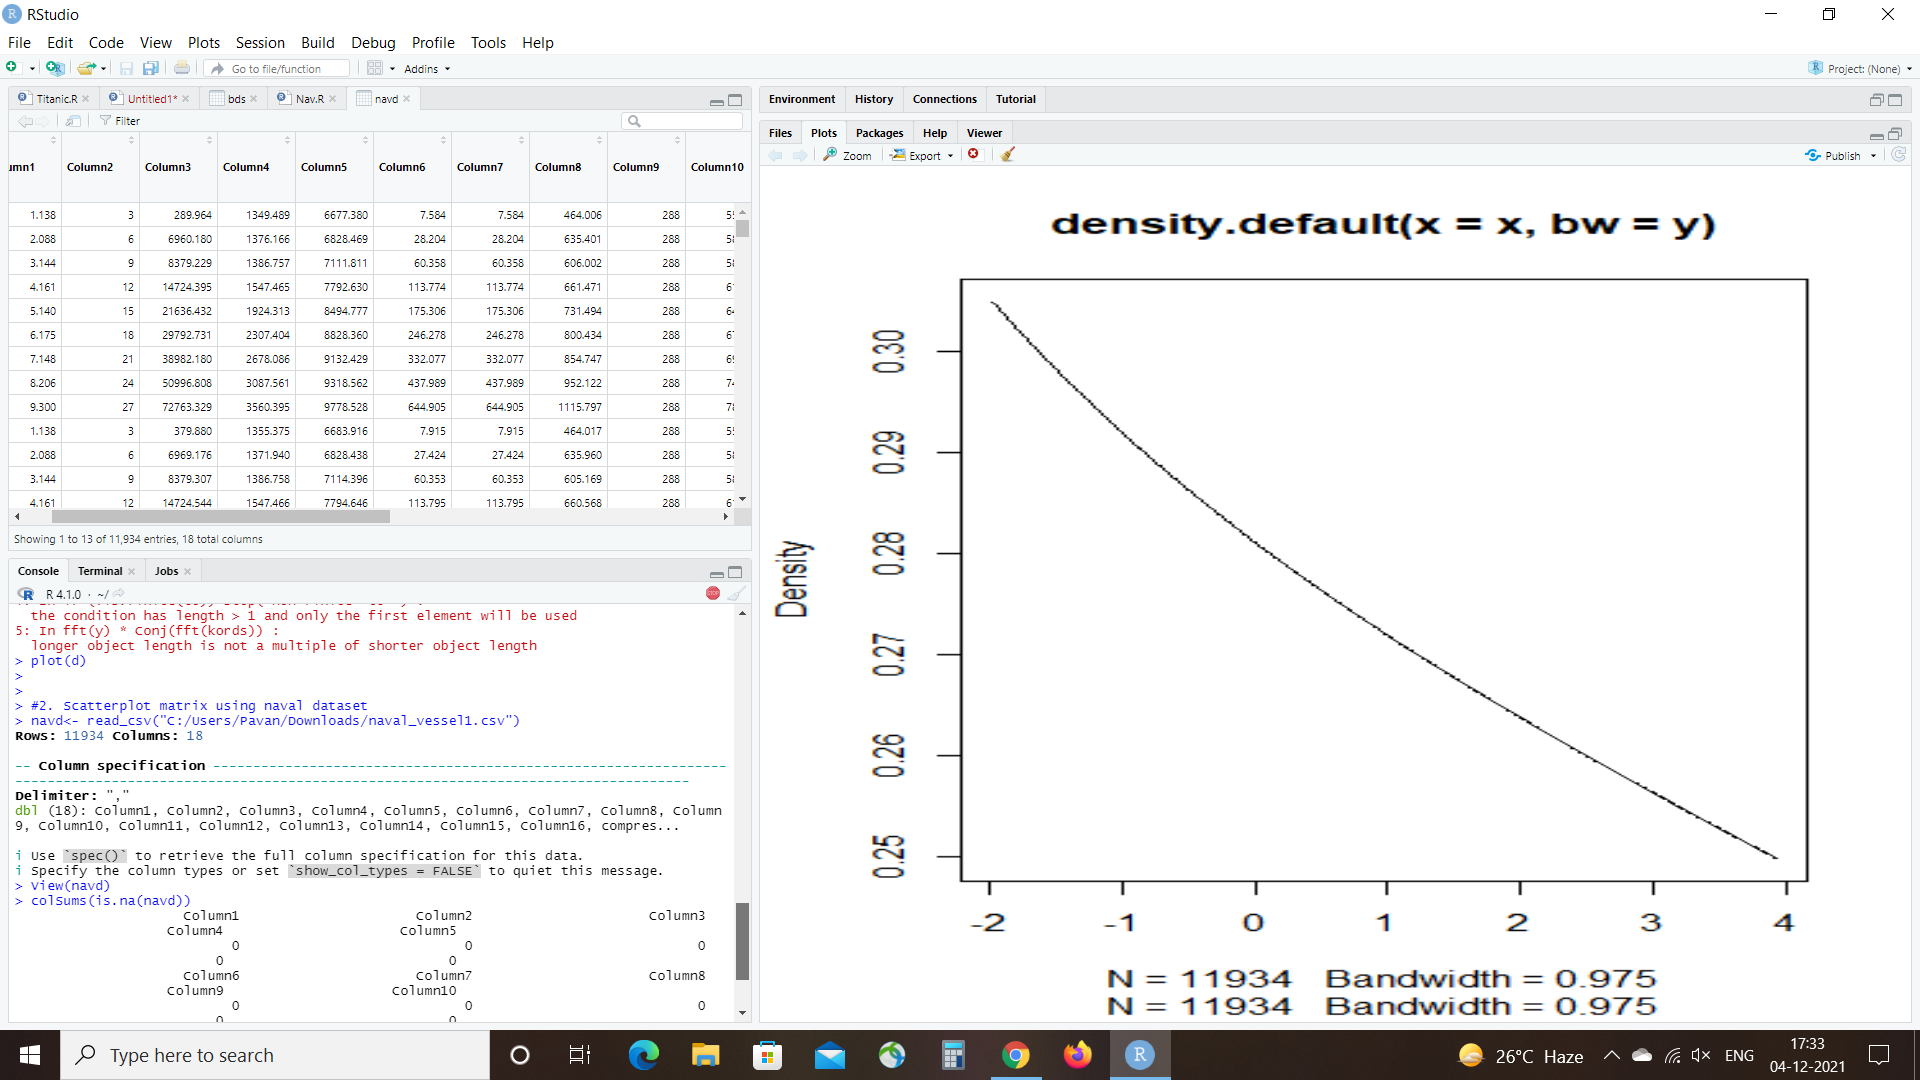 RStudio
File Edit Code View Plots Session Build Debug Profile Tools Help
Go to file/function Addins Project: (None)
Titanic.R Untitled1* bds Nav.R navd
Filter
Column2 Column3 Column4 Column5 Column6 Column7 Column8 Column9 Column10
1.138 3 289.964 1349.489 6677.380 7.584 7.584 464.006 288
2.088 6 6960.180 1376.166 6828.469 28.204 28.204 635.401 288
3.144 9 8379.229 1386.757 7111.811 60.358 60.358 606.002 288
4.161 12 14724.395 1547.465 7792.630 113.774 113.774 661.471 288
5.140 15 21636.432 1924.313 8494.777 175.306 175.306 731.494 288
6.175 18 29792.731 2307.404 8828.360 246.278 246.278 800.434 288
7.148 21 38982.180 2678.086 9132.429 332.077 332.077 854.747 288
8.206 24 50996.808 3087.561 9318.562 437.989 437.989 952.122 288
9.300 27 72763.329 3560.395 9778.528 644.905 644.905 1115.797 288
1.138 3 379.880 1355.375 6683.916 7.915 7.915 464.017 288
2.088 6 6969.176 1371.940 6828.438 27.424 27.424 635.960 288
3.144 9 8379.307 1386.758 7114.396 60.353 60.353 605.169 288
4.161 12 14724.544 1547.466 7794.646 113.795 113.795 660.568 288
Showing 1 to 13 of 11,934 entries, 18 total columns
Console Terminal Jobs
R 4.1.0 · ~/
the condition has length > 1 and only the first element will be used
5: In fft(y) * Conj(fft(kords)) :
longer object length is not a multiple of shorter object length
> plot(d)
>
>
> #2. Scatterplot matrix using naval dataset
> navd<- read_csv("C:/Users/Pavan/Downloads/naval_vessel1.csv")
Rows: 11934 Columns: 18
-- Column specification ----------------------------------------------------------------
Delimiter: ","
dbl (18): Column1, Column2, Column3, Column4, Column5, Column6, Column7, Column8, Column
9, Column10, Column11, Column12, Column13, Column14, Column15, Column16, compres...
i Use `spec()` to retrieve the full column specification for this data.
i Specify the column types or set `show_col_types = FALSE` to quiet this message.
> View(navd)
> colSums(is.na(navd))
Column1 Column2 Column3
Column4 Column5
0 0 0
0 0
Column6 Column7 Column8
Column9 Column10
0 0 0
0 0
Environment History Connections Tutorial
Files Plots Packages Help Viewer
Zoom Export Publish
density.default(x = x, bw = y)
Density
0.30
0.29
0.28
0.27
0.26
0.25
-2 -1 0 1 2 3 4
N = 11934 Bandwidth = 0.975
N = 11934 Bandwidth = 0.975
Type here to search
26°C Haze
ENG
17:33
04-12-2021